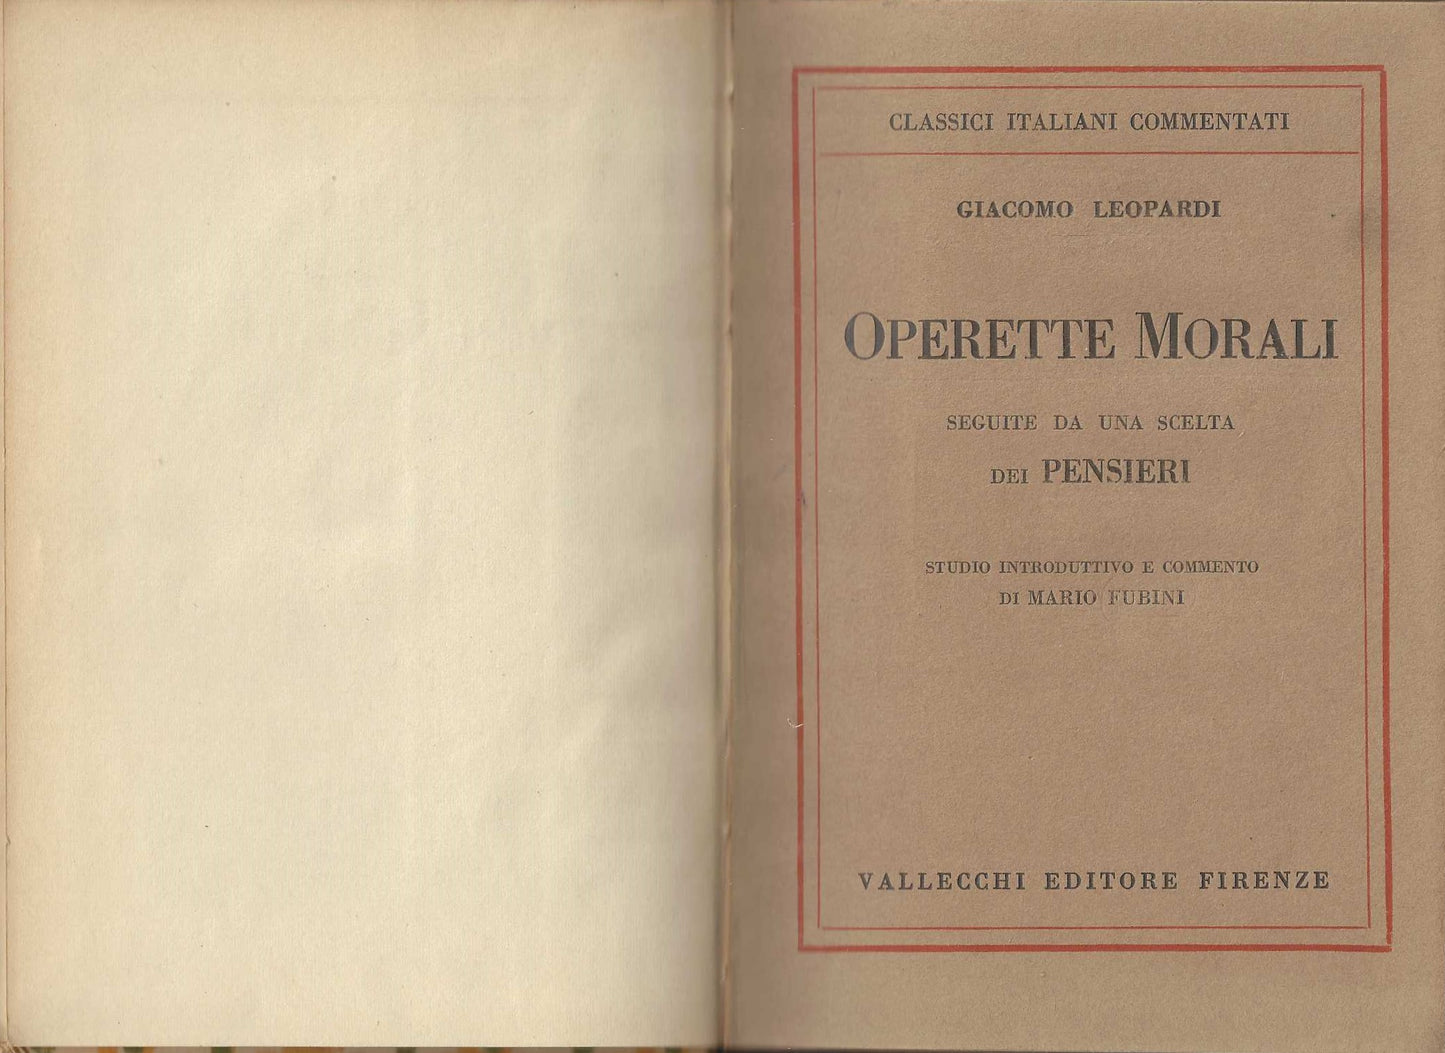 CLASSICI ITALIANI COMMENTATI
GIACOMO LEOPARDI
OPERETTE MORALI
SEGUITE DA UNA SCELTA
DEI PENSIERI
STUDIO INTRODUTTIVO E COMMENTO
DI MARIO FUBINI
VALLECCHI EDITORE FIRENZE